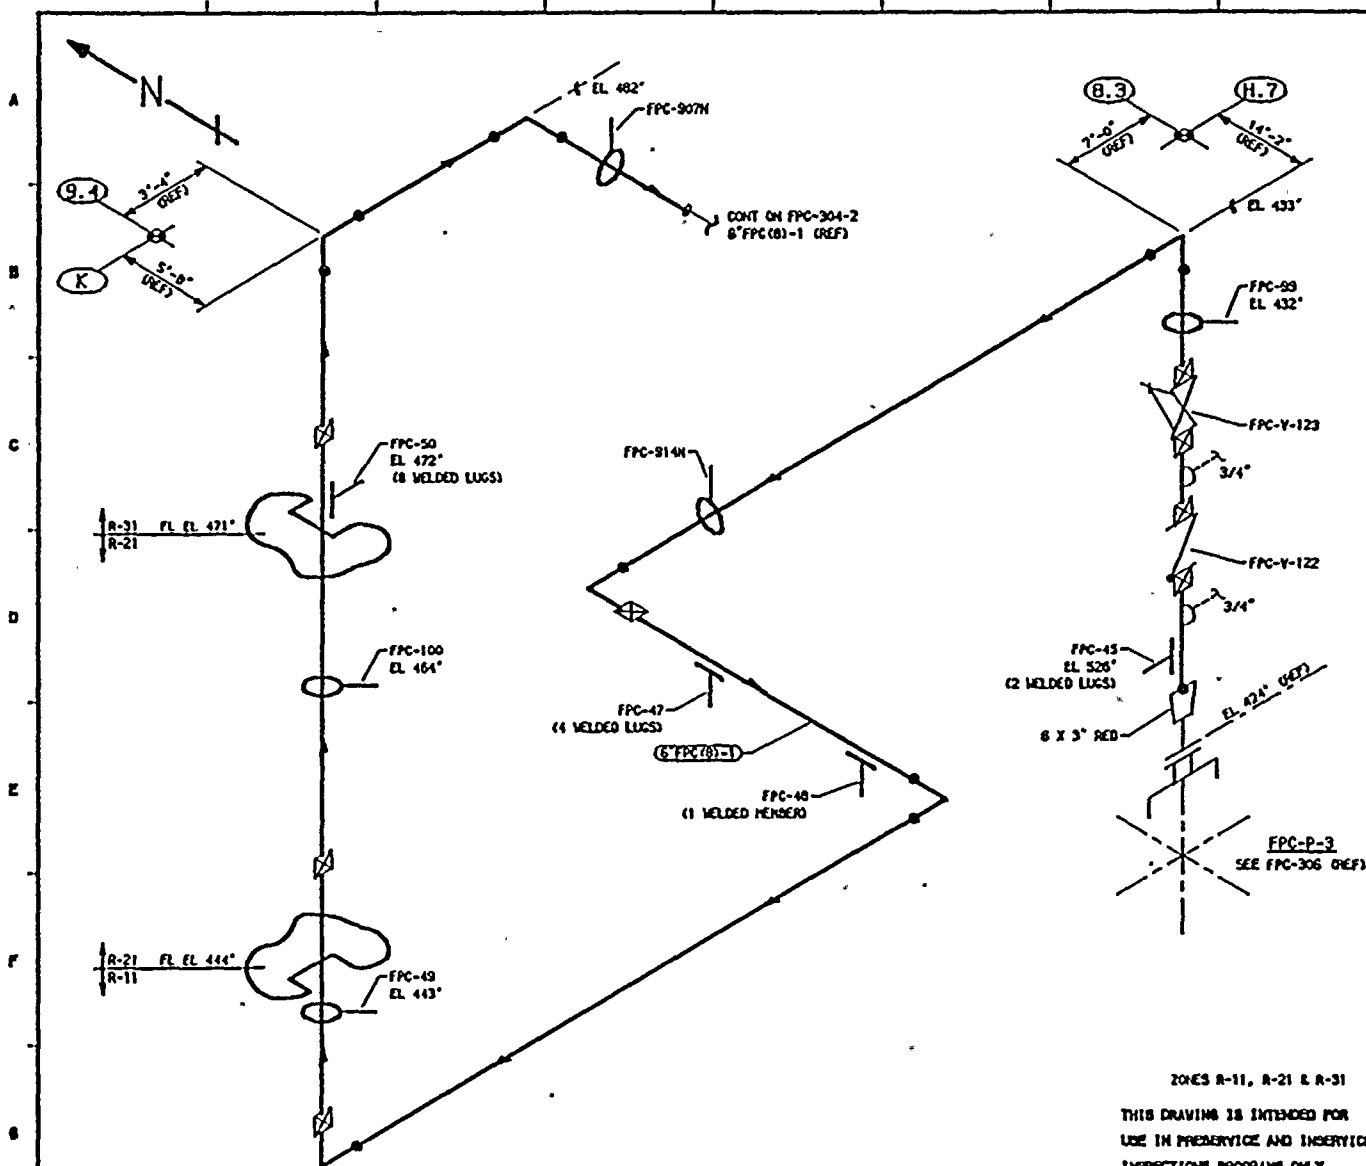 A
N
EL 482'
FPC-907N
8.3
H.7
7'-0"
(REF)
14'-2"
(REF)
9.4
3'-4"
(REF)
K
5'-8"
(REF)
CONT ON FPC-304-2
6"FPC(8)-1 (REF)
EL 433'
B
FPC-99
EL 432'
C
FPC-50
EL 472'
(8 WELDED LUGS)
FPC-914N
FPC-V-123
3/4"
R-31 FL EL 471'
R-21
FPC-V-122
D
3/4"
FPC-100
EL 464'
FPC-45
EL 526'
(2 WELDED LUGS)
FPC-47
(4 WELDED LUGS)
EL 424' (REF)
6 X 3" RED
6"FPC(8)-1
E
FPC-48
(1 WELDED MEMBER)
FPC-P-3
SEE FPC-306 (REF)
F
R-21 FL EL 444'
R-11
FPC-49
EL 443'
ZONES R-11, R-21 & R-31
THIS DRAWING IS INTENDED FOR
USE IN PRESERVICE AND INSERVICE
INSPECTIONS PROGRAMS ONLY
G